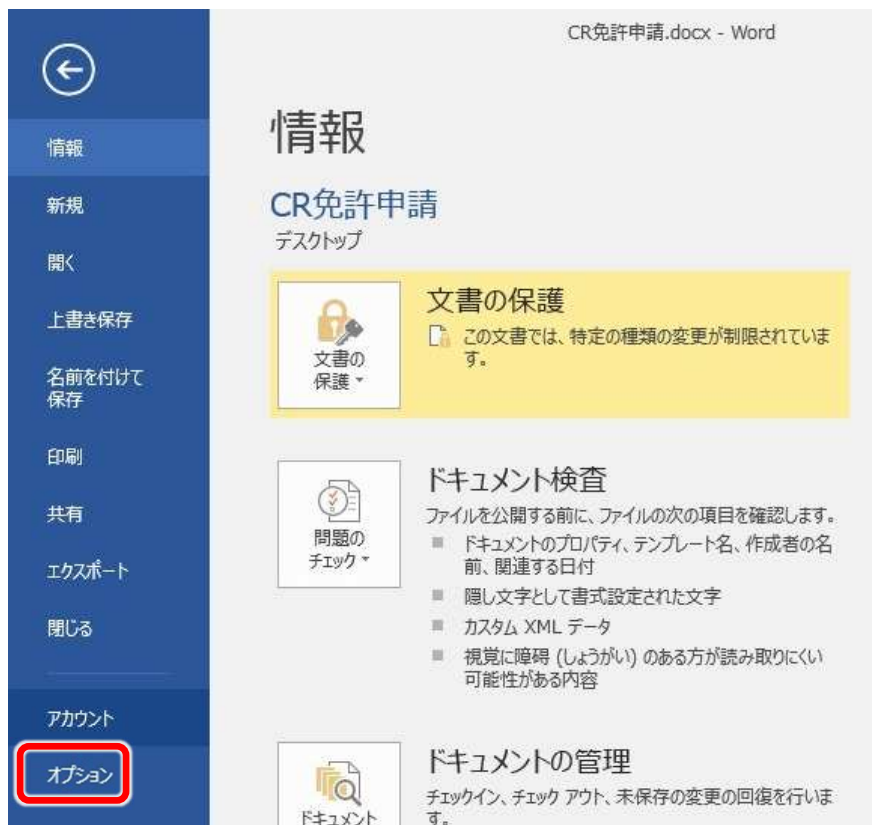 CR免許申請.docx - Word
情報
新規
開く
上書き保存
名前を付けて
保存
印刷
共有
エクスポート
閉じる
アカウント
オプション
情報
CR免許申請
デスクトップ
文書の
保護
文書の保護
この文書では、特定の種類の変更が制限されていま
す。
問題の
チェック
ドキュメント検査
ファイルを公開する前に、ファイルの次の項目を確認します。
ドキュメントのプロパティ、テンプレート名、作成者の名
前、関連する日付
隠し文字として書式設定された文字
カスタム XML データ
視覚に障碍 (しょうがい) のある方が読み取りにくい
可能性がある内容
ドキュメント
ドキュメントの管理
チェックイン、チェック アウト、未保存の変更の回復を行いま
す。